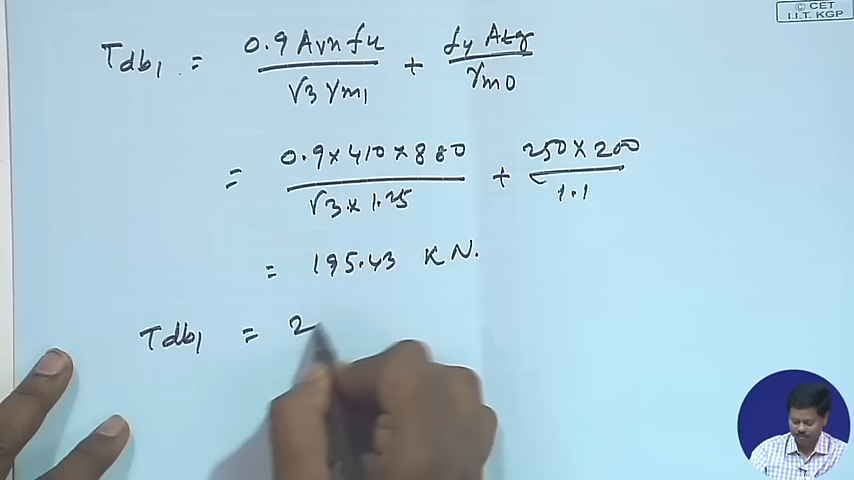 © CET
I.I.T. KGP
Tdb1 = 0.9 Avn fu / √3 γm1 + fy Atg / γm0
= 0.9 × 410 × 880 / √3 × 1.25 + 250 × 200 / 1.1
= 195.43 KN.
Tdb1 = 2